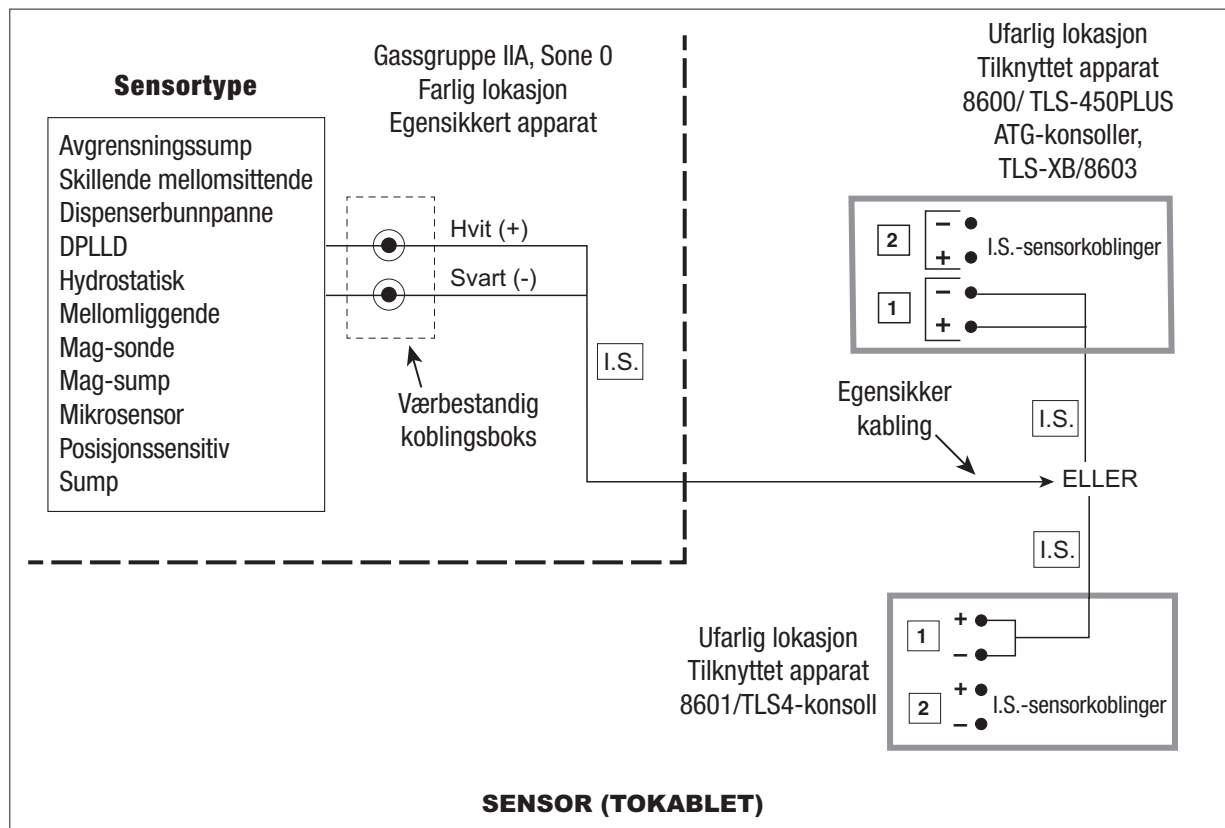 Sensortype
Avgrensningssump
Skillende mellomsittende
Dispenserbunnpanne
DPLLD
Hydrostatisk
Mellomliggende
Mag-sonde
Mag-sump
Mikrosensor
Posisjonssensitiv
Sump
Gassgruppe IIA, Sone 0
Farlig lokasjon
Egensikkert apparat
Hvit (+)
Svart (-)
I.S.
Værbestandig
koblingsboks
Ufarlig lokasjon
Tilknyttet apparat
8600/ TLS-450PLUS
ATG-konsoller,
TLS-XB/8603
2
−
+
I.S.-sensorkoblinger
1
−
+
Egensikker
kabling
I.S.
ELLER
I.S.
Ufarlig lokasjon
Tilknyttet apparat
8601/TLS4-konsoll
1
+
−
2
+
−
I.S.-sensorkoblinger
SENSOR (TOKABLET)